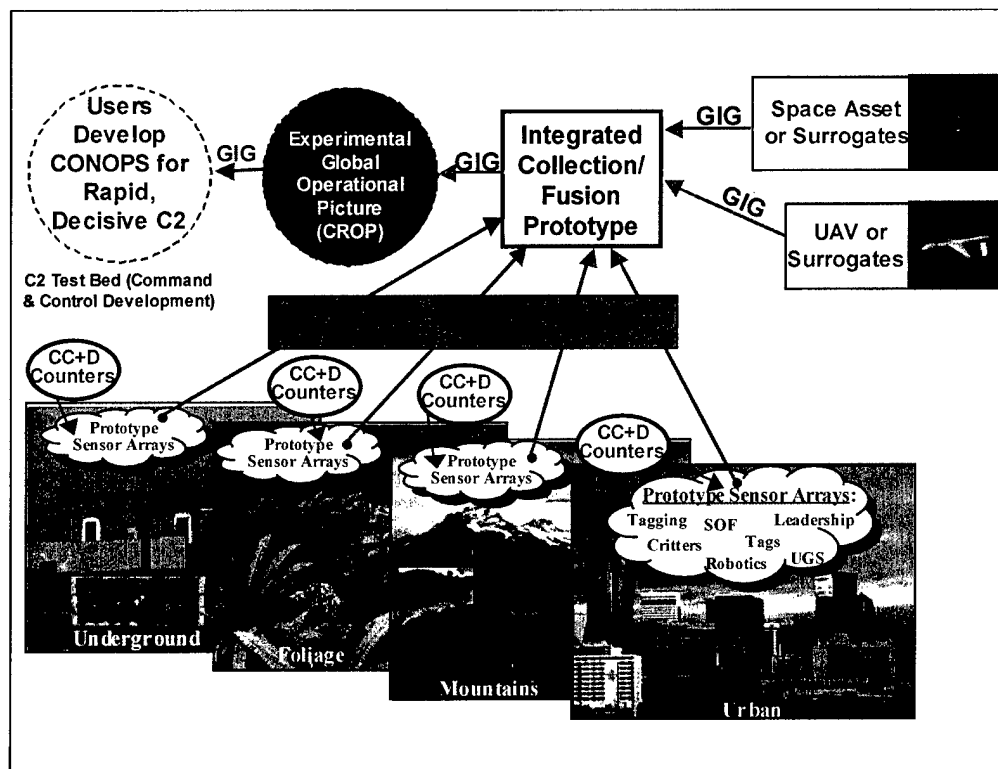 Users
Develop
CONOPS for
Rapid,
Decisive C2
GIG
Experimental
Global
Operational
Picture
(CROP)
GIG
Integrated
Collection/
Fusion
Prototype
GIG
Space Asset
or Surrogates
GIG
UAV or
Surrogates
C2 Test Bed (Command
& Control Development)
CC+D
Counters
CC+D
Counters
CC+D
Counters
CC+D
Counters
Prototype
Sensor Arrays
Prototype
Sensor Arrays
Prototype
Sensor Arrays
Prototype Sensor Arrays:
Tagging SOF Leadership
Critters Tags
Robotics UGS
Underground
Foliage
Mountains
Urban